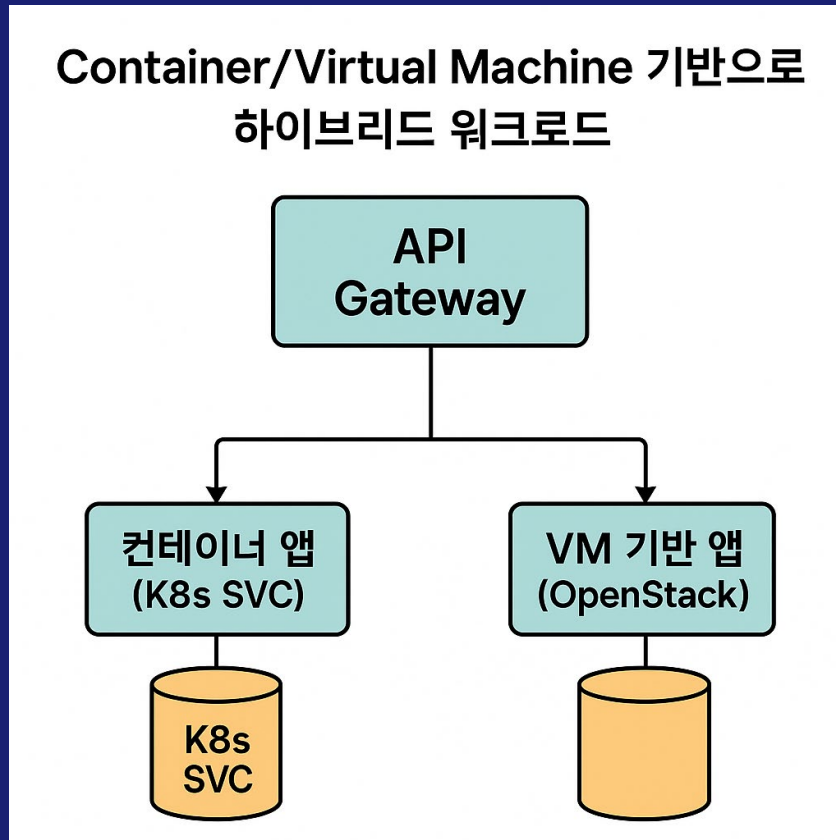 Container/Virtual Machine 기반으로
하이브리드 워크로드
API
Gateway
컨테이너 앱
(K8s SVC)
VM 기반 앱
(OpenStack)
K8s
SVC